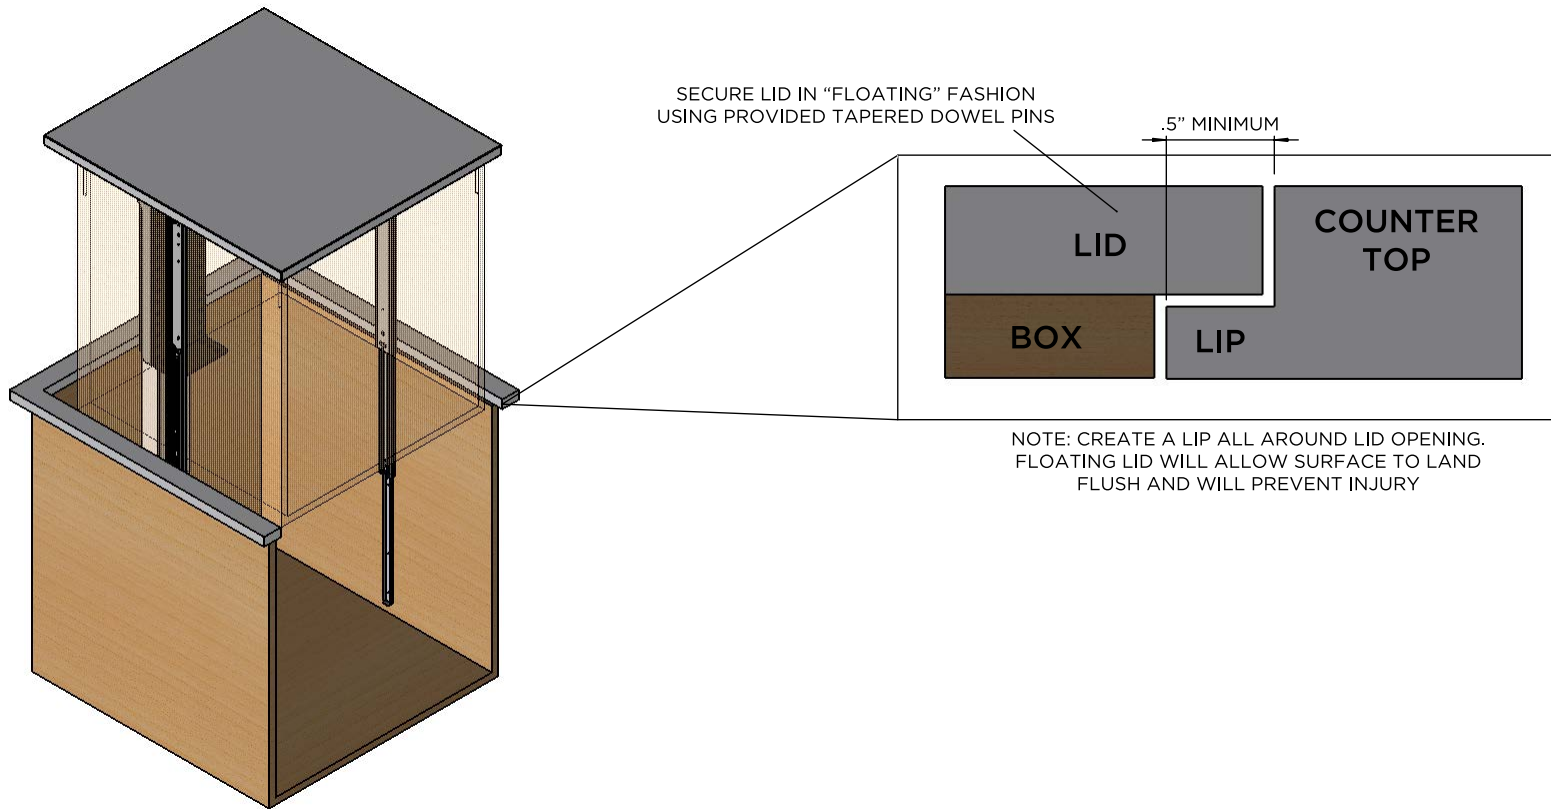 SECURE LID IN “FLOATING” FASHION
USING PROVIDED TAPERED DOWEL PINS
.5” MINIMUM
LID
COUNTER
TOP
BOX
LIP
NOTE: CREATE A LIP ALL AROUND LID OPENING.
FLOATING LID WILL ALLOW SURFACE TO LAND
FLUSH AND WILL PREVENT INJURY